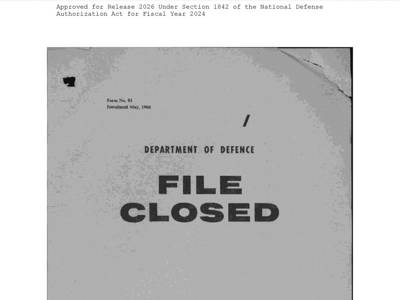 Approved for Release 2026 Under Section 1842 of the National Defense
Authorization Act for Fiscal Year 2024
Form No. 93
Introduced May, 1966
DEPARTMENT OF DEFENCE
FILE
CLOSED